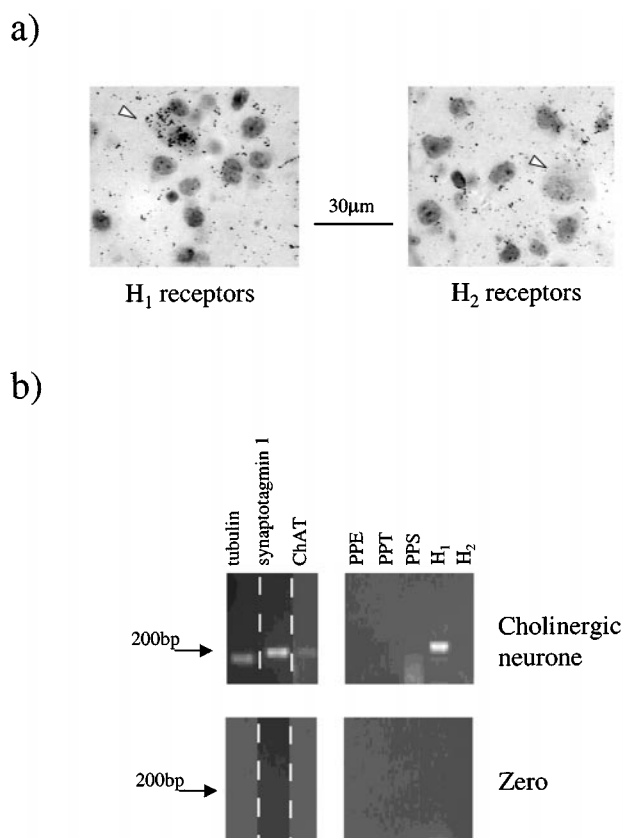 a)
30µm
H₁ receptors
H₂ receptors
b)
tubulin
synaptotagmin 1
ChAT
PPE
PPT
PPS
H₁
H₂
200bp
Cholinergic
neurone
200bp
Zero